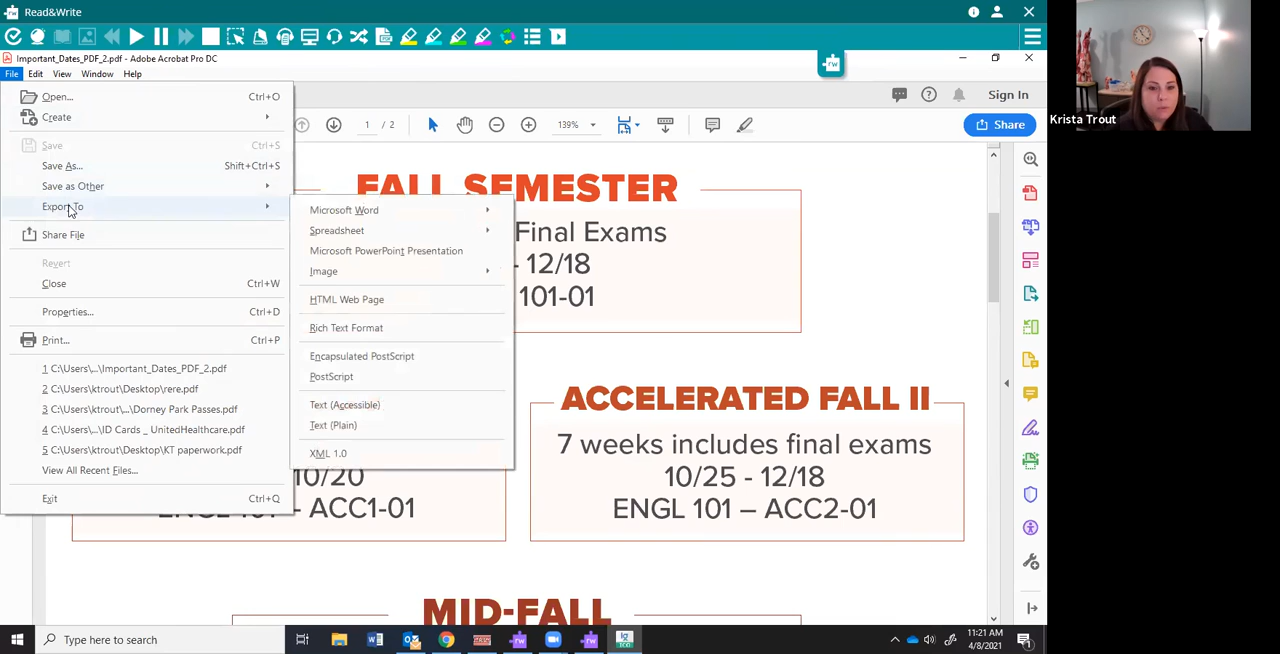 Read&Write
Important_Dates_PDF_2.pdf - Adobe Acrobat Pro DC
File Edit View Window Help
Open... Ctrl+O
Create
Save Ctrl+S
Save As... Shift+Ctrl+S
Save as Other
Export To
Share File
Revert
Close Ctrl+W
Properties... Ctrl+D
Print... Ctrl+P
1 C:\Users\...\Important_Dates_PDF_2.pdf
2 C:\Users\ktrout\Desktop\rere.pdf
3 C:\Users\ktrout\...\Dorney Park Passes.pdf
4 C:\Users\ktrout\...\ID Cards _ UnitedHealthcare.pdf
5 C:\Users\ktrout\Desktop\KT paperwork.pdf
View All Recent Files...
Exit Ctrl+Q
Microsoft Word
Spreadsheet
Microsoft PowerPoint Presentation
Image
HTML Web Page
Rich Text Format
Encapsulated PostScript
PostScript
Text (Accessible)
Text (Plain)
XML 1.0
rw
Sign In
1 / 2
139%
Share
FALL SEMESTER
Final Exams
- 12/18
101-01
10/20
ENGL 101 - ACC1-01
ACCELERATED FALL II
7 weeks includes final exams
10/25 - 12/18
ENGL 101 – ACC2-01
MID-FALL
Krista Trout
Type here to search
11:21 AM
4/8/2021